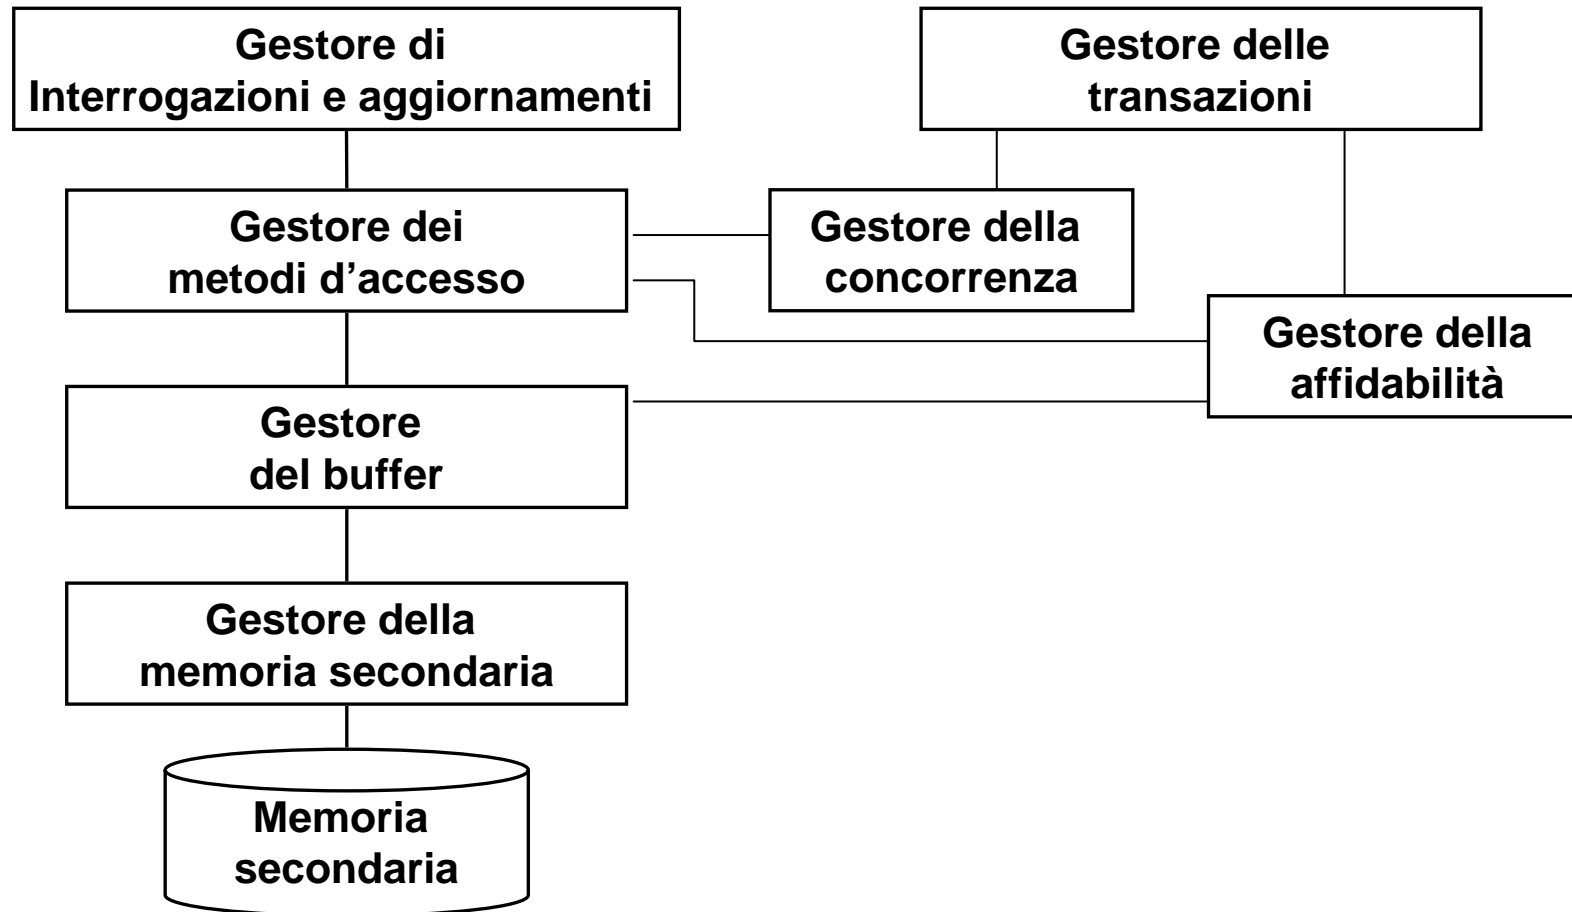 Gestore di
Interrogazioni e aggiornamenti
Gestore delle
transazioni
Gestore dei
metodi d’accesso
Gestore della
concorrenza
Gestore della
affidabilità
Gestore
del buffer
Gestore della
memoria secondaria
Memoria
secondaria